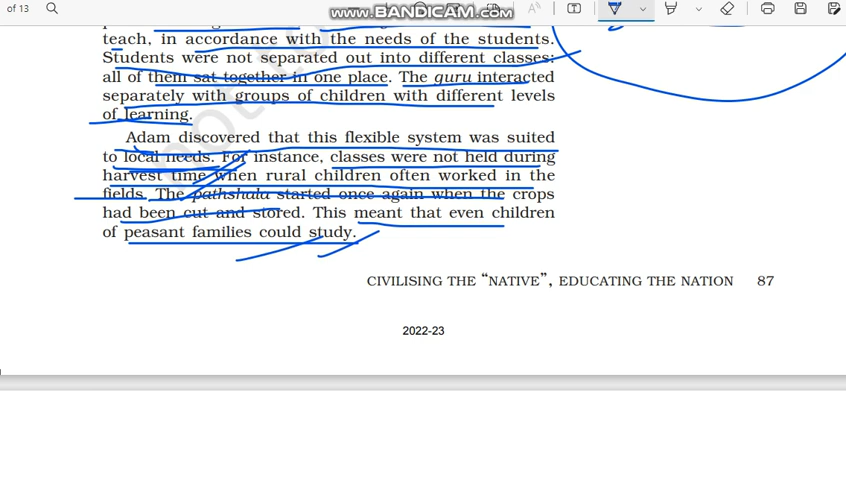 of 13
www.BANDICAM.com
teach, in accordance with the needs of the students.
Students were not separated out into different classes:
all of them sat together in one place. The guru interacted
separately with groups of children with different levels
of learning.
Adam discovered that this flexible system was suited
to local needs. For instance, classes were not held during
harvest time when rural children often worked in the
fields. The pathshala started once again when the crops
had been cut and stored. This meant that even children
of peasant families could study.
CIVILISING THE "NATIVE", EDUCATING THE NATION 87
2022-23